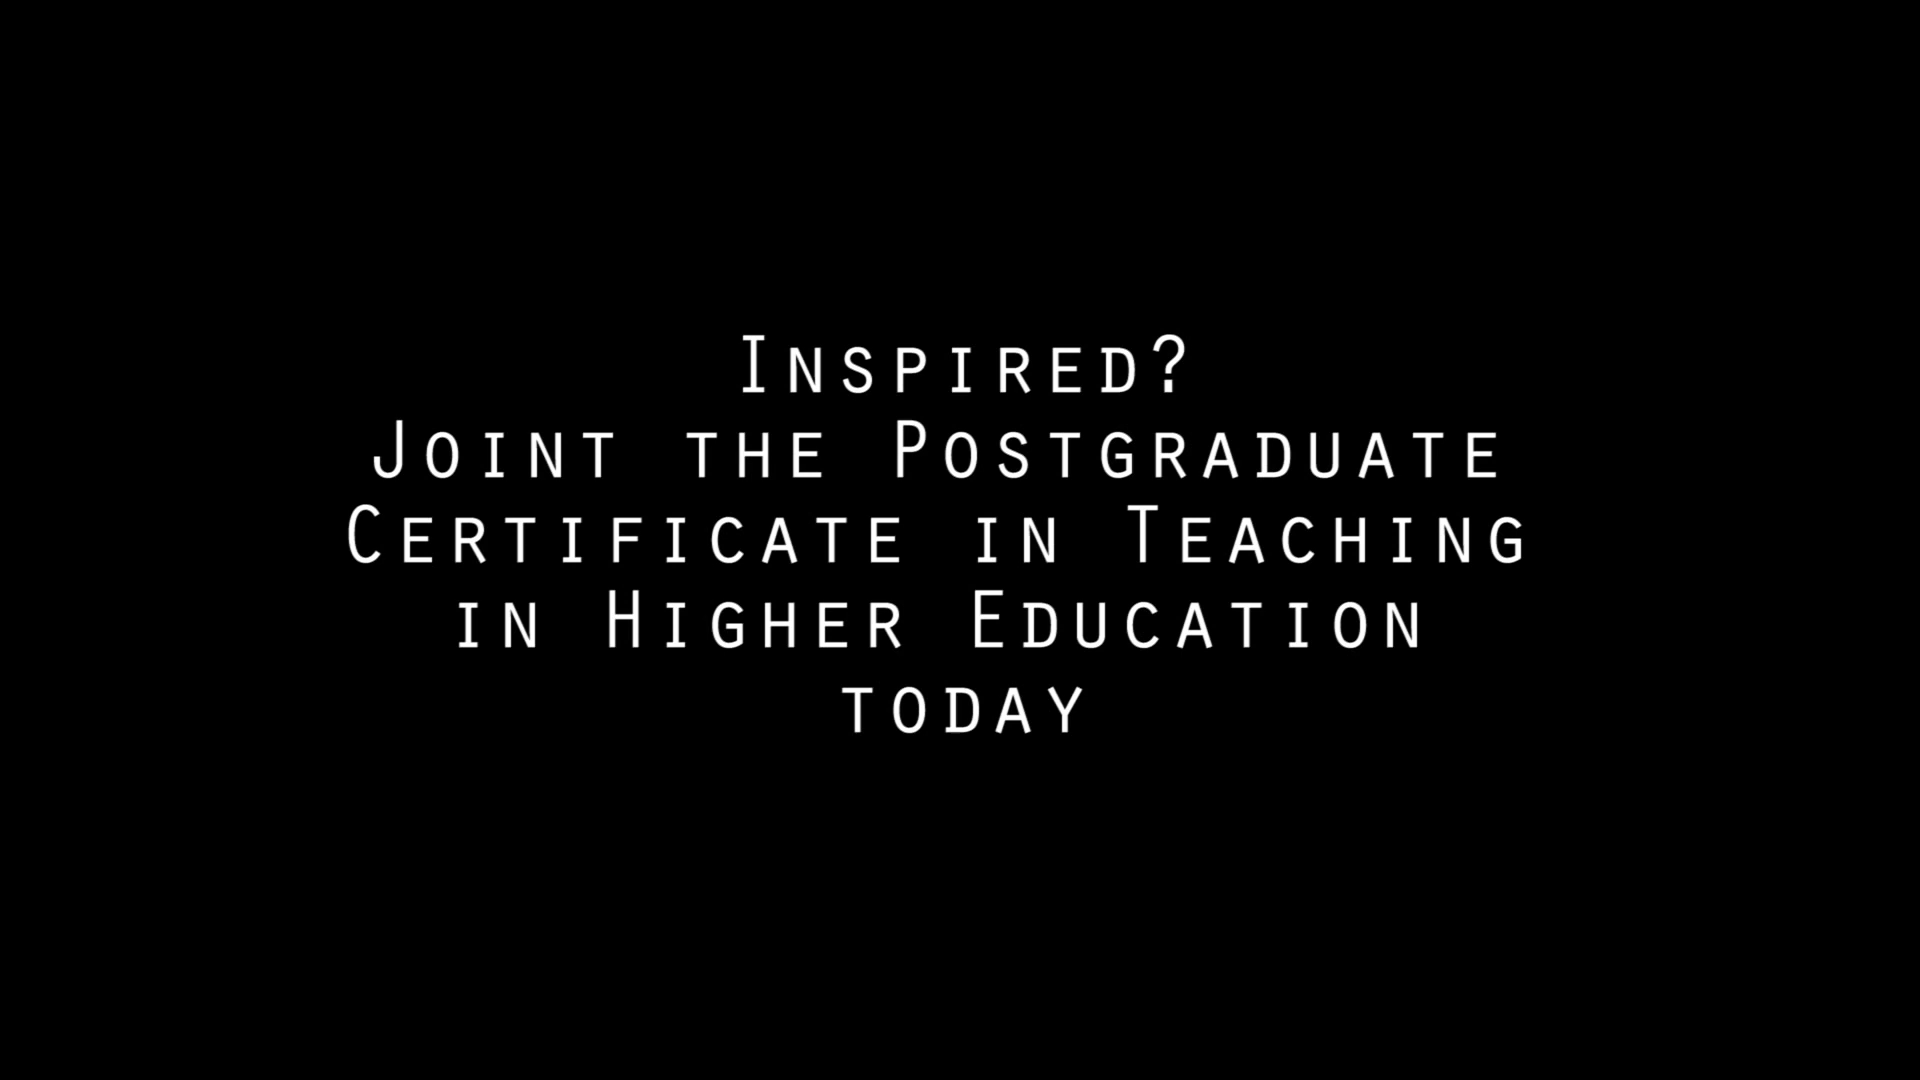 Inspired?
Joint the Postgraduate
Certificate in Teaching
in Higher Education
today